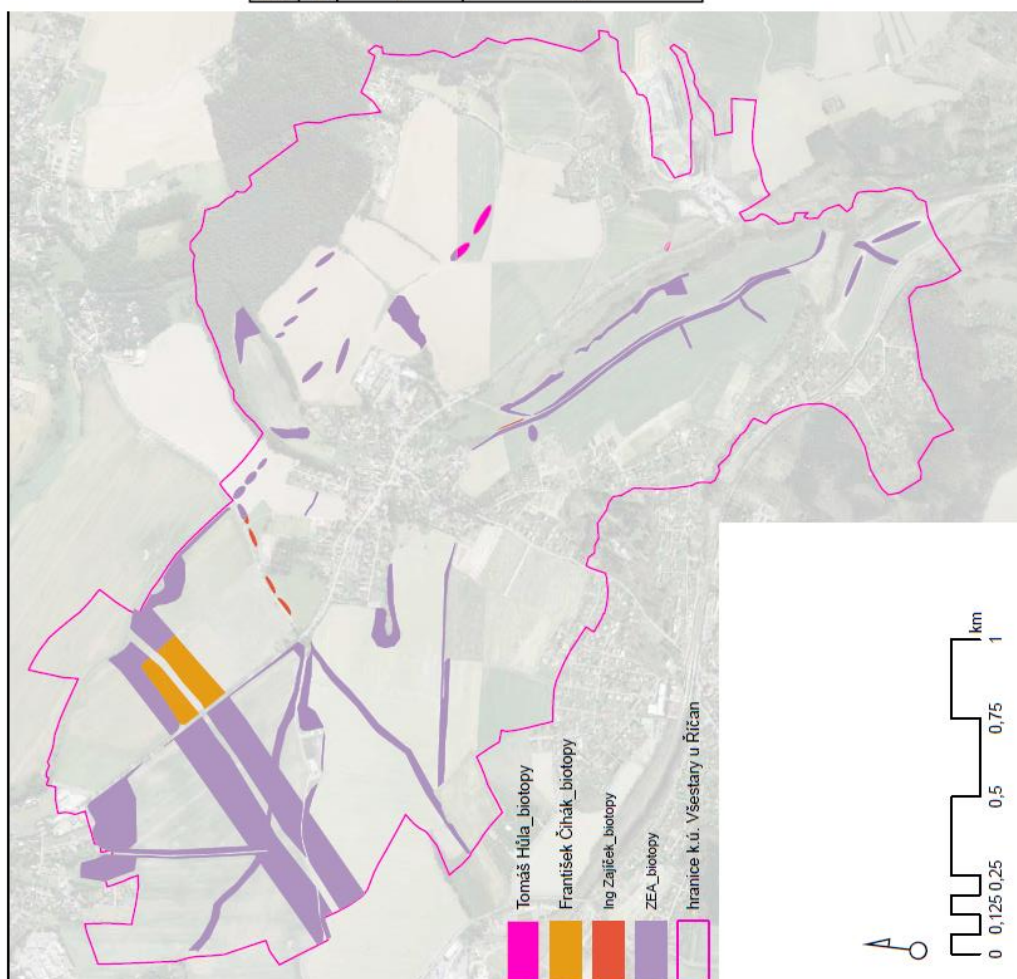 Tomáš Hůla_biotopy
František Čihák_biotopy
Ing Zajíček_biotopy
ZEA_biotopy
hranice k.ú. Všestary u Říčan
0 0,125 0,25 0,5 0,75 1
km